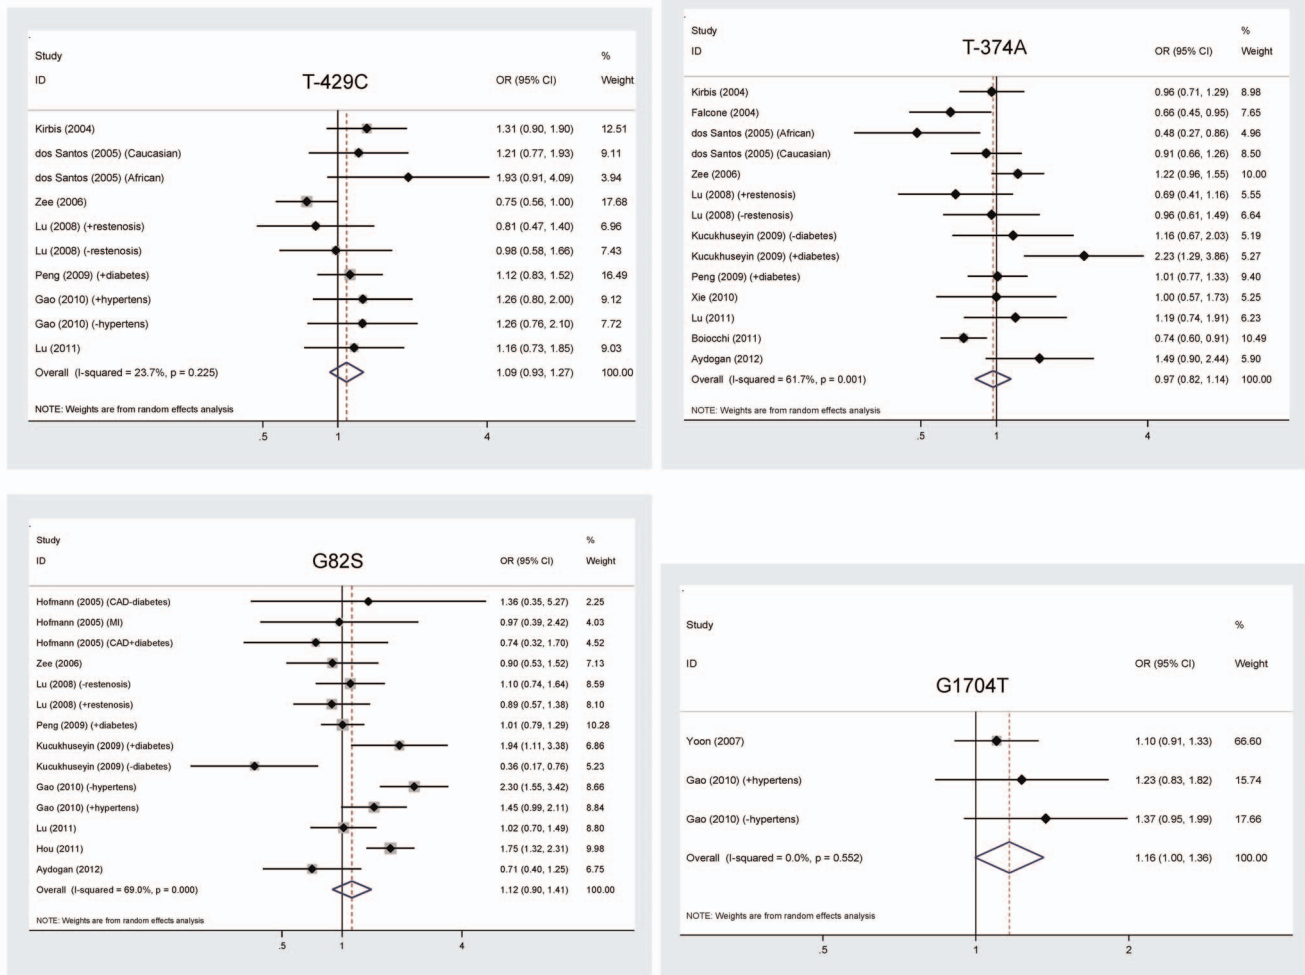 Study %
ID T-429C OR (95% CI) Weight
Kirbis (2004) 1.31 (0.90, 1.90) 12.51
dos Santos (2005) (Caucasian) 1.21 (0.77, 1.93) 9.11
dos Santos (2005) (African) 1.93 (0.91, 4.09) 3.94
Zee (2006) 0.75 (0.56, 1.00) 17.68
Lu (2008) (+restenosis) 0.81 (0.47, 1.40) 6.96
Lu (2008) (-restenosis) 0.98 (0.58, 1.66) 7.43
Peng (2009) (+diabetes) 1.12 (0.83, 1.52) 16.49
Gao (2010) (+hypertens) 1.26 (0.80, 2.00) 9.12
Gao (2010) (-hypertens) 1.26 (0.76, 2.10) 7.72
Lu (2011) 1.16 (0.73, 1.85) 9.03
Overall (I-squared = 23.7%, p = 0.225) 1.09 (0.93, 1.27) 100.00
NOTE: Weights are from random effects analysis
.5 1 4
Study %
ID T-374A OR (95% CI) Weight
Kirbis (2004) 0.96 (0.71, 1.29) 8.98
Falcone (2004) 0.66 (0.45, 0.95) 7.65
dos Santos (2005) (African) 0.48 (0.27, 0.86) 4.96
dos Santos (2005) (Caucasian) 0.91 (0.66, 1.26) 8.50
Zee (2006) 1.22 (0.96, 1.55) 10.00
Lu (2008) (+restenosis) 0.69 (0.41, 1.16) 5.55
Lu (2008) (-restenosis) 0.96 (0.61, 1.49) 6.64
Kucukhuseyin (2009) (-diabetes) 1.16 (0.67, 2.03) 5.19
Kucukhuseyin (2009) (+diabetes) 2.23 (1.29, 3.86) 5.27
Peng (2009) (+diabetes) 1.01 (0.77, 1.33) 9.40
Xie (2010) 1.00 (0.57, 1.73) 5.25
Lu (2011) 1.19 (0.74, 1.91) 6.23
Boiocchi (2011) 0.74 (0.60, 0.91) 10.49
Aydogan (2012) 1.49 (0.90, 2.44) 5.90
Overall (I-squared = 61.7%, p = 0.001) 0.97 (0.82, 1.14) 100.00
NOTE: Weights are from random effects analysis
.5 1 4
Study %
ID G82S OR (95% CI) Weight
Hofmann (2005) (CAD-diabetes) 1.36 (0.35, 5.27) 2.25
Hofmann (2005) (MI) 0.97 (0.39, 2.42) 4.03
Hofmann (2005) (CAD+diabetes) 0.74 (0.32, 1.70) 4.52
Zee (2006) 0.90 (0.53, 1.52) 7.13
Lu (2008) (-restenosis) 1.10 (0.74, 1.64) 8.59
Lu (2008) (+restenosis) 0.89 (0.57, 1.38) 8.10
Peng (2009) (+diabetes) 1.01 (0.79, 1.29) 10.28
Kucukhuseyin (2009) (+diabetes) 1.94 (1.11, 3.38) 6.86
Kucukhuseyin (2009) (-diabetes) 0.36 (0.17, 0.76) 5.23
Gao (2010) (-hypertens) 2.30 (1.55, 3.42) 8.66
Gao (2010) (+hypertens) 1.45 (0.99, 2.11) 8.84
Lu (2011) 1.02 (0.70, 1.49) 8.80
Hou (2011) 1.75 (1.32, 2.31) 9.98
Aydogan (2012) 0.71 (0.40, 1.25) 6.75
Overall (I-squared = 69.0%, p = 0.000) 1.12 (0.90, 1.41) 100.00
NOTE: Weights are from random effects analysis
.5 1 4
Study %
ID OR (95% CI) Weight
G1704T
Yoon (2007) 1.10 (0.91, 1.33) 66.60
Gao (2010) (+hypertens) 1.23 (0.83, 1.82) 15.74
Gao (2010) (-hypertens) 1.37 (0.95, 1.99) 17.66
Overall (I-squared = 0.0%, p = 0.552) 1.16 (1.00, 1.36) 100.00
NOTE: Weights are from random effects analysis
.5 1 2